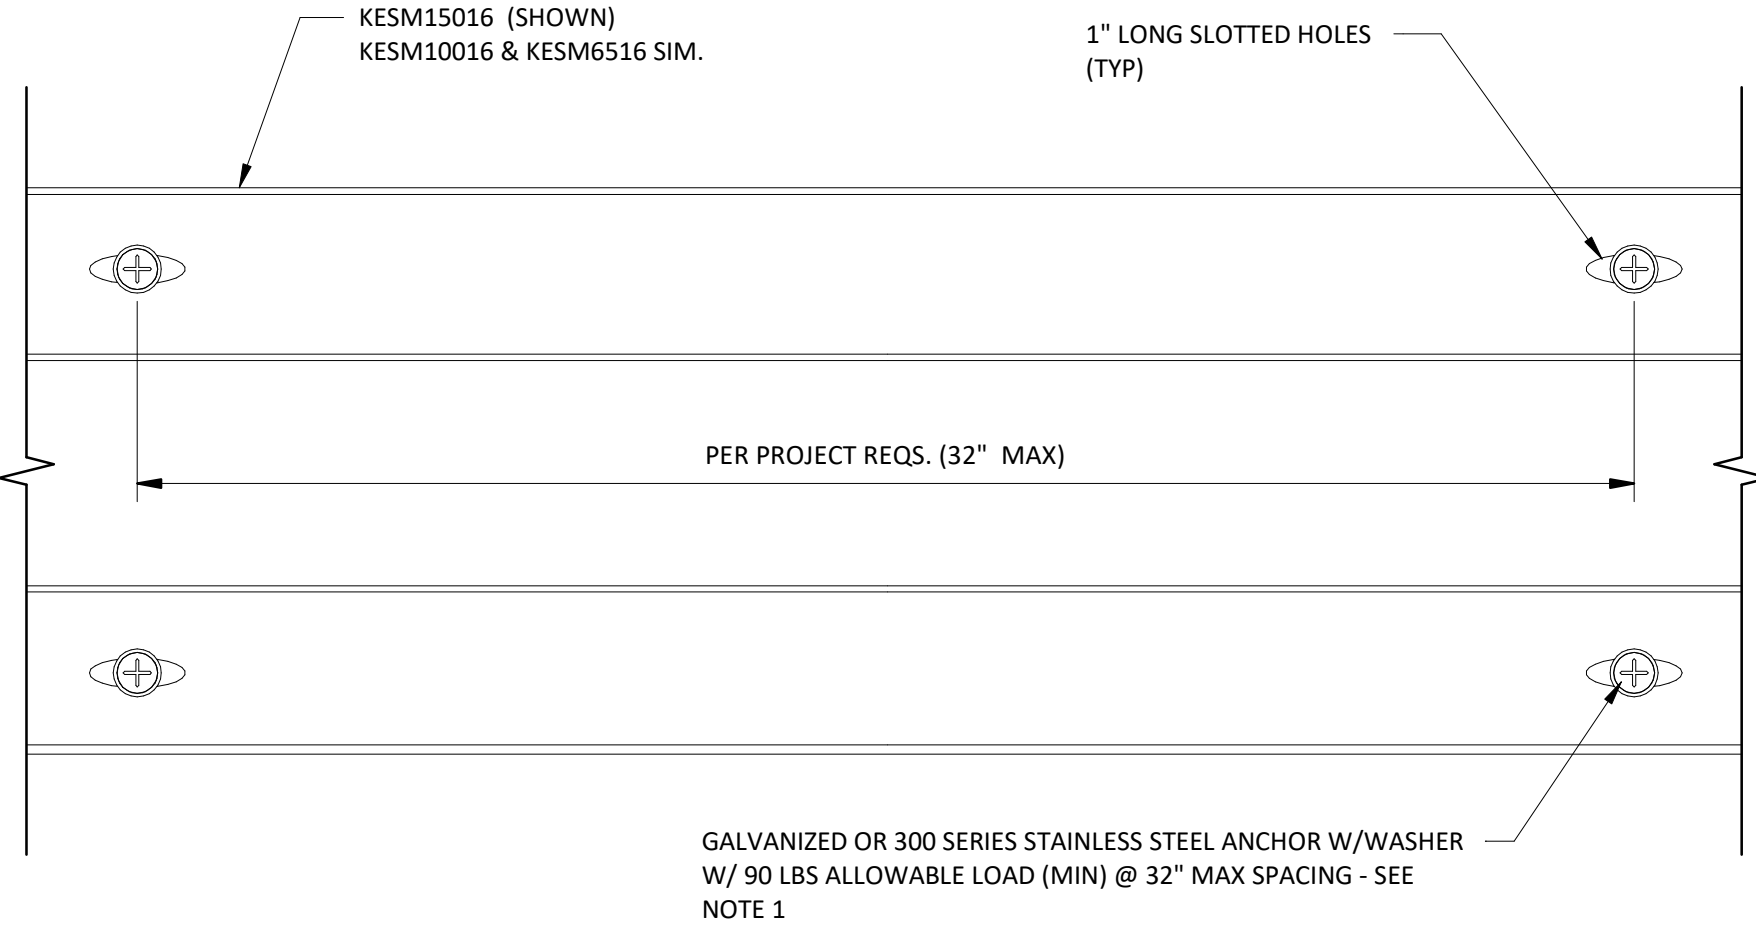 KESM15016 (SHOWN)
KESM10016 & KESM6516 SIM.
1" LONG SLOTTED HOLES
(TYP)
PER PROJECT REQS. (32" MAX)
GALVANIZED OR 300 SERIES STAINLESS STEEL ANCHOR W/WASHER
W/ 90 LBS ALLOWABLE LOAD (MIN) @ 32" MAX SPACING - SEE
NOTE 1